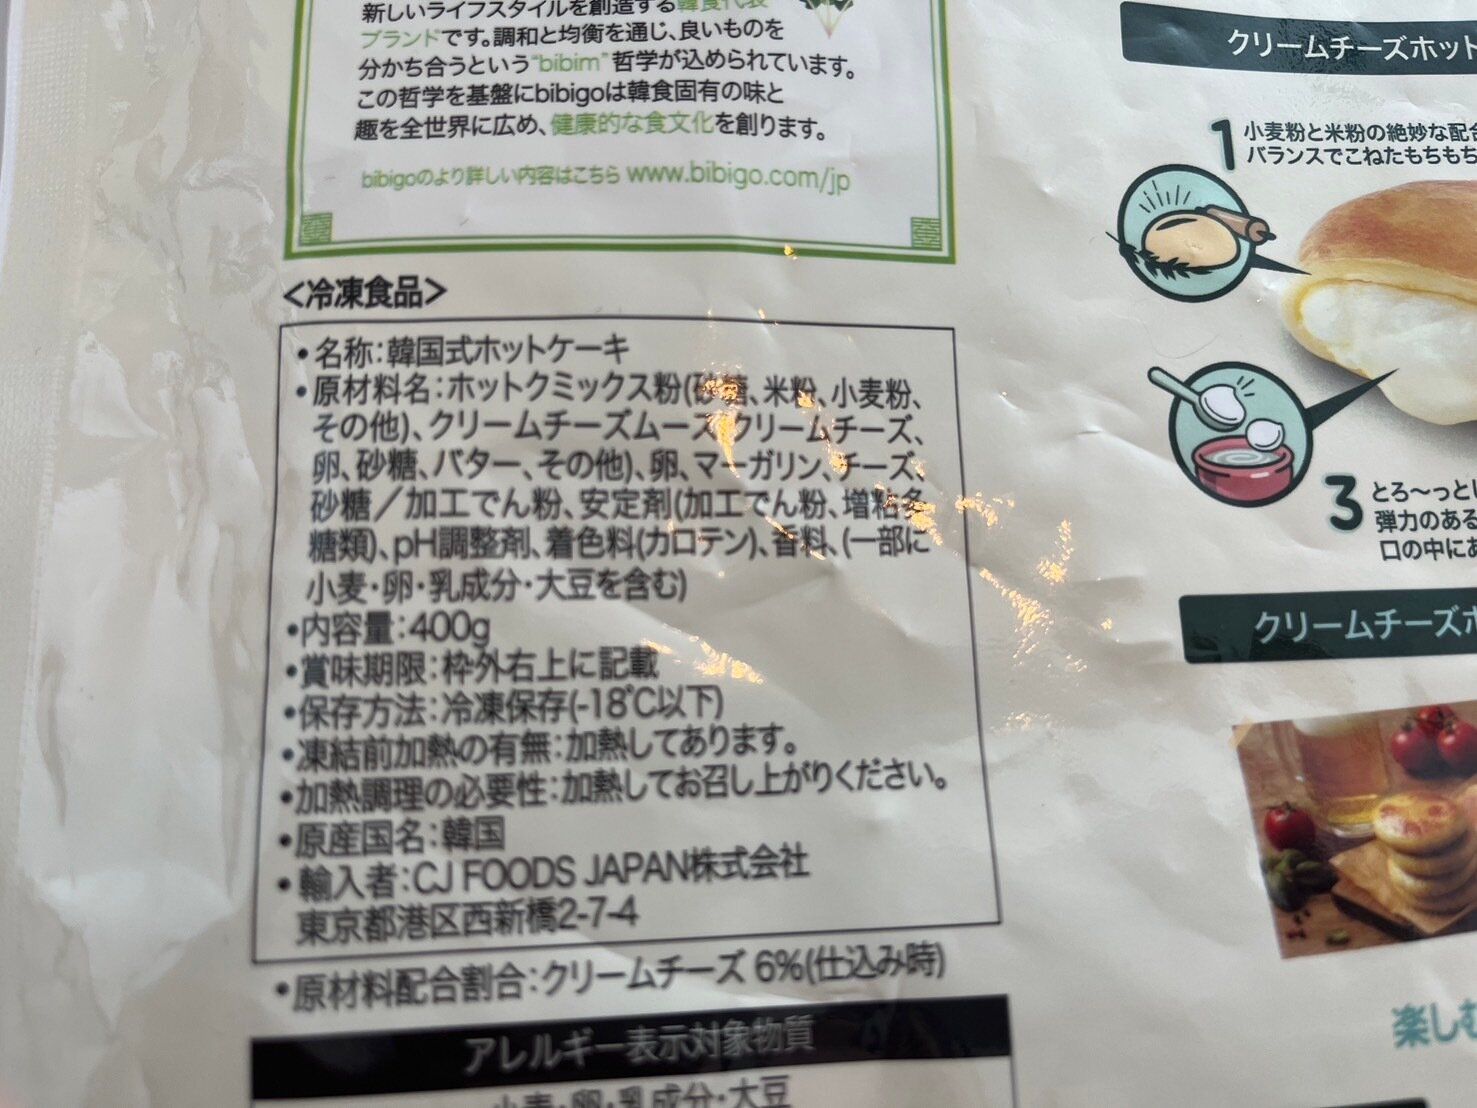 新しいライフスタイルを創造する韓食代表
ブランドです。調和と均衡を通じ、良いものを
分かち合うという“bibim”哲学が込められています。
この哲学を基盤にbibigoは韓食固有の味と
趣を全世界に広め、健康的な食文化を創ります。
bibigoのより詳しい内容はこちら www.bibigo.com/jp
<冷凍食品>
•名称:韓国式ホットケーキ
•原材料名:ホットクミックス粉(砂糖、米粉、小麦粉、
その他)、クリームチーズムース(クリームチーズ、
卵、砂糖、バター、その他)、卵、マーガリン、チーズ、
砂糖/加工でん粉、安定剤(加工でん粉、増粘多
糖類)、pH調整剤、着色料(カロテン)、香料、(一部に
小麦・卵・乳成分・大豆を含む)
•内容量:400g
•賞味期限:枠外右上に記載
•保存方法:冷凍保存(-18℃以下)
•凍結前加熱の有無:加熱してあります。
•加熱調理の必要性:加熱してお召し上がりください。
•原産国名:韓国
•輸入者:CJ FOODS JAPAN株式会社
東京都港区西新橋2-7-4
•原材料配合割合:クリームチーズ 6%(仕込み時)
アレルギー表示対象物質
小麦・卵・乳成分・大豆
クリームチーズホット
1 小麦粉と米粉の絶妙な配合
バランスでこねたもちもち
3 とろ〜っとし
弾力のある
口の中にあ
クリームチーズホ
楽しむ